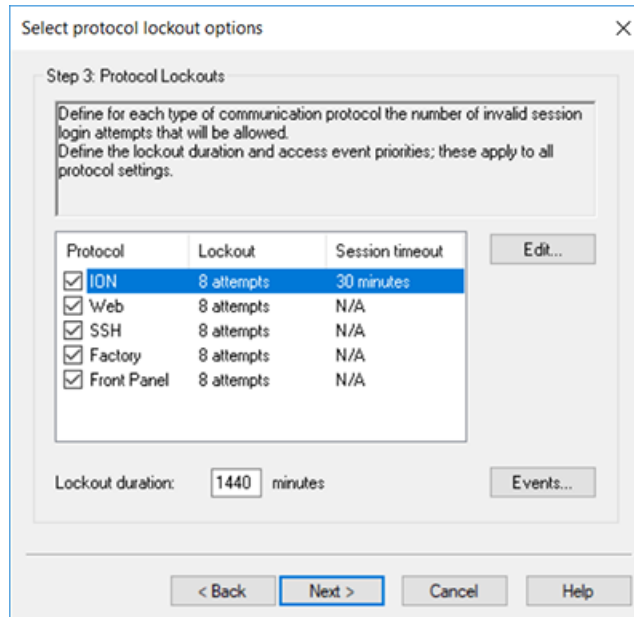 Select protocol lockout options
Step 3: Protocol Lockouts
Define for each type of communication protocol the number of invalid session
login attempts that will be allowed.
Define the lockout duration and access event priorities; these apply to all
protocol settings.
Protocol Lockout Session timeout
ION 8 attempts 30 minutes
Web 8 attempts N/A
SSH 8 attempts N/A
Factory 8 attempts N/A
Front Panel 8 attempts N/A
Edit...
Lockout duration: 1440 minutes
Events...
< Back Next > Cancel Help